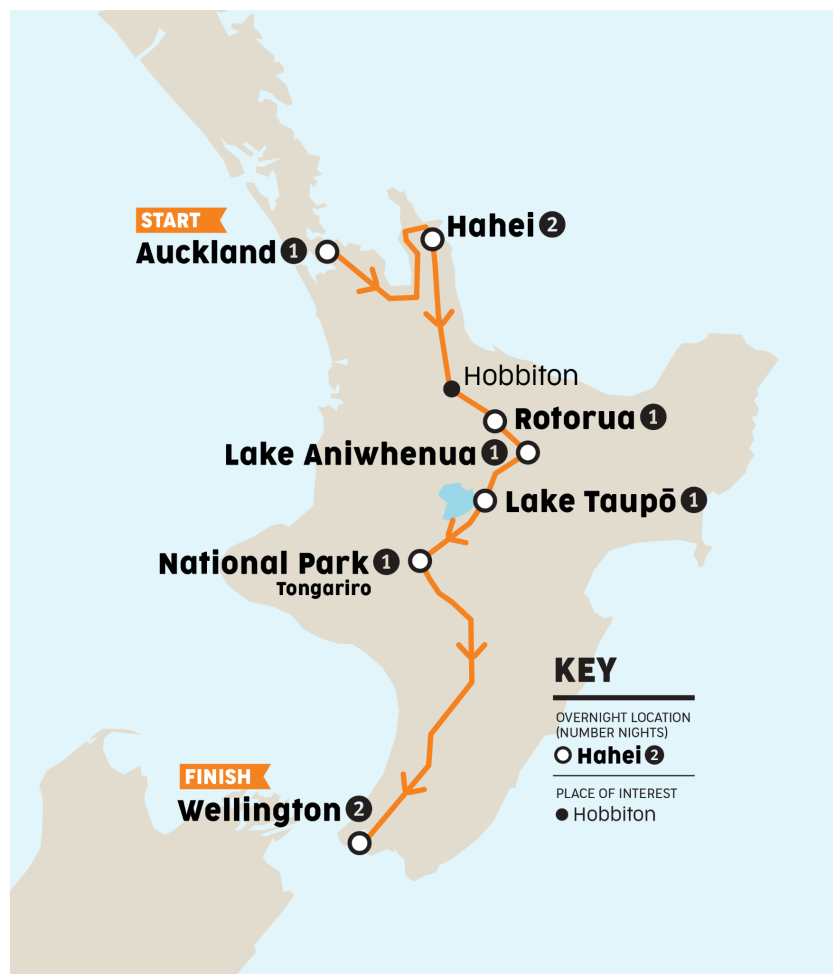 START
Auckland 1
Hahei 2
Hobbiton
Rotorua 1
Lake Aniwhenua 1
Lake Taupō 1
National Park 1
Tongariro
FINISH
Wellington 2
KEY
OVERNIGHT LOCATION
(NUMBER NIGHTS)
Hahei 2
PLACE OF INTEREST
Hobbiton